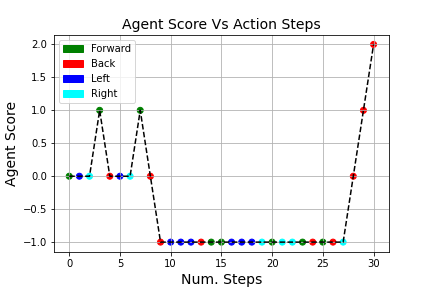 Agent Score Vs Action Steps
Forward
Back
Left
Right
2.0
1.5
1.0
0.5
0.0
−0.5
−1.0
Agent Score
0 5 10 15 20 25 30
Num. Steps